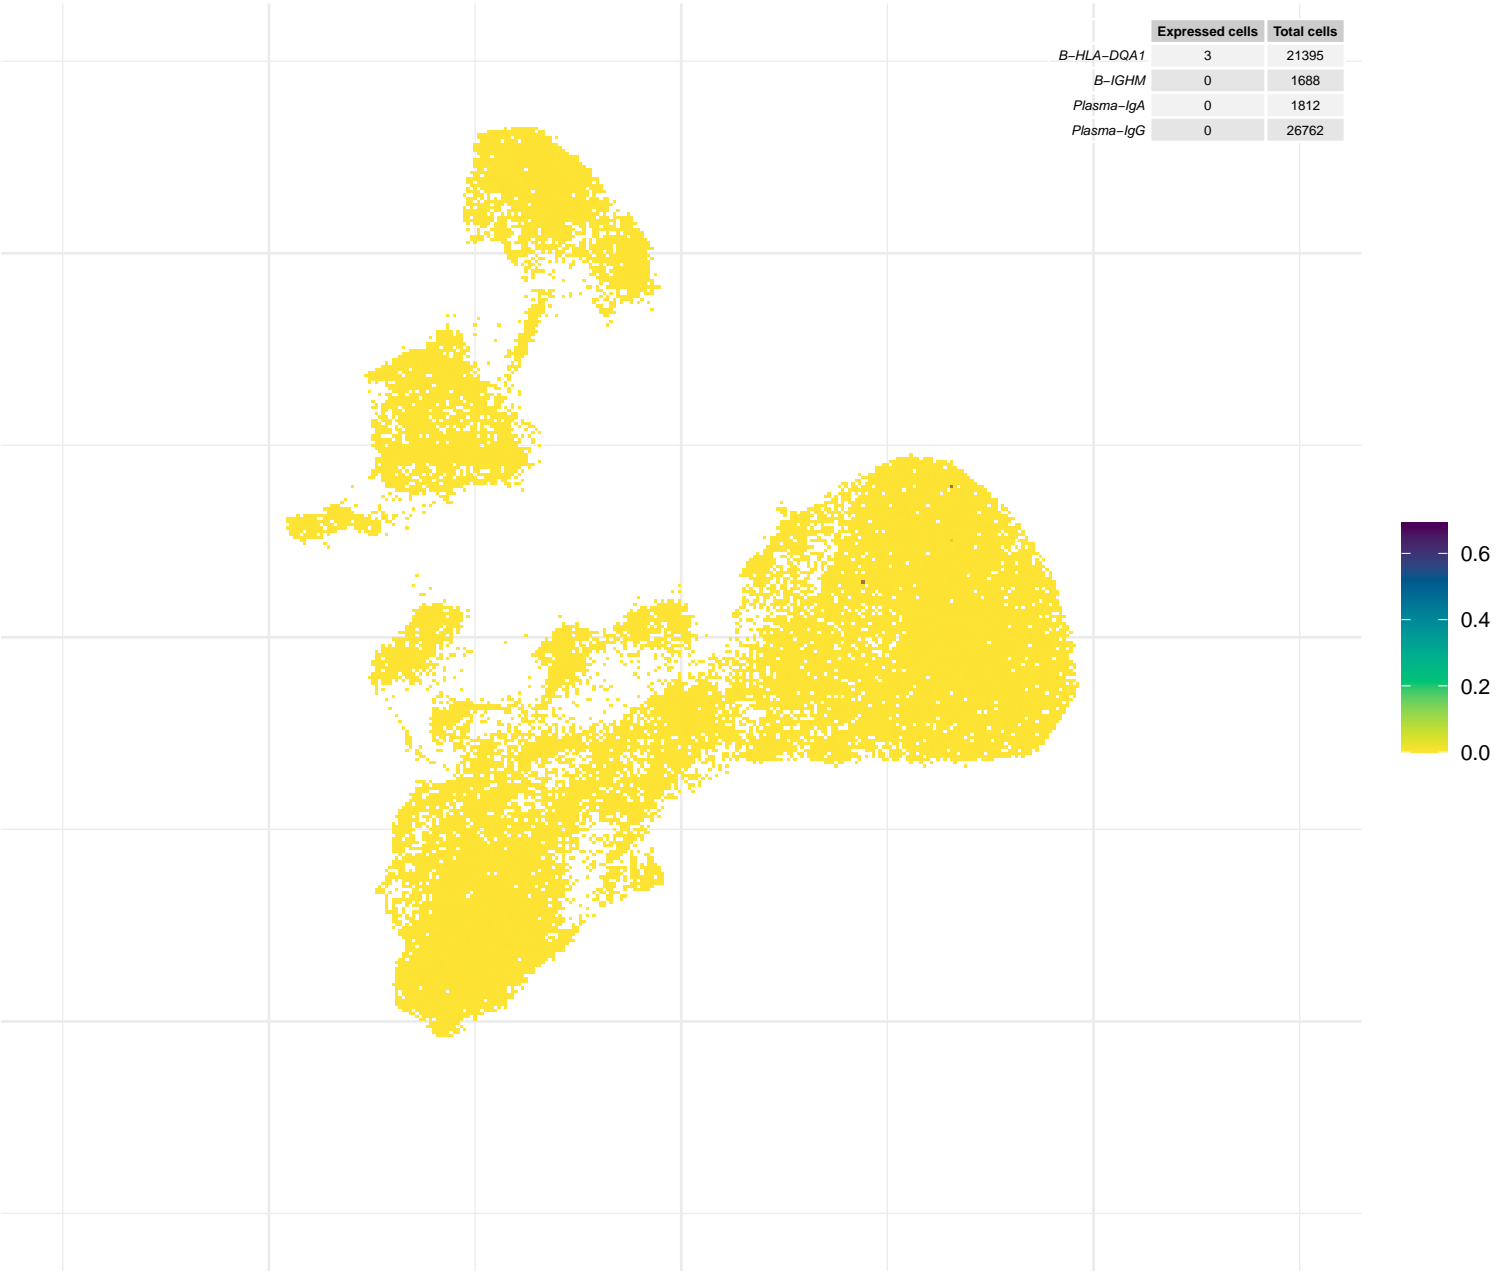 Expressed cells Total cells
B−HLA−DQA1 3 21395
B−IGHM 0 1688
Plasma−IgA 0 1812
Plasma−IgG 0 26762
0.6
0.4
0.2
0.0